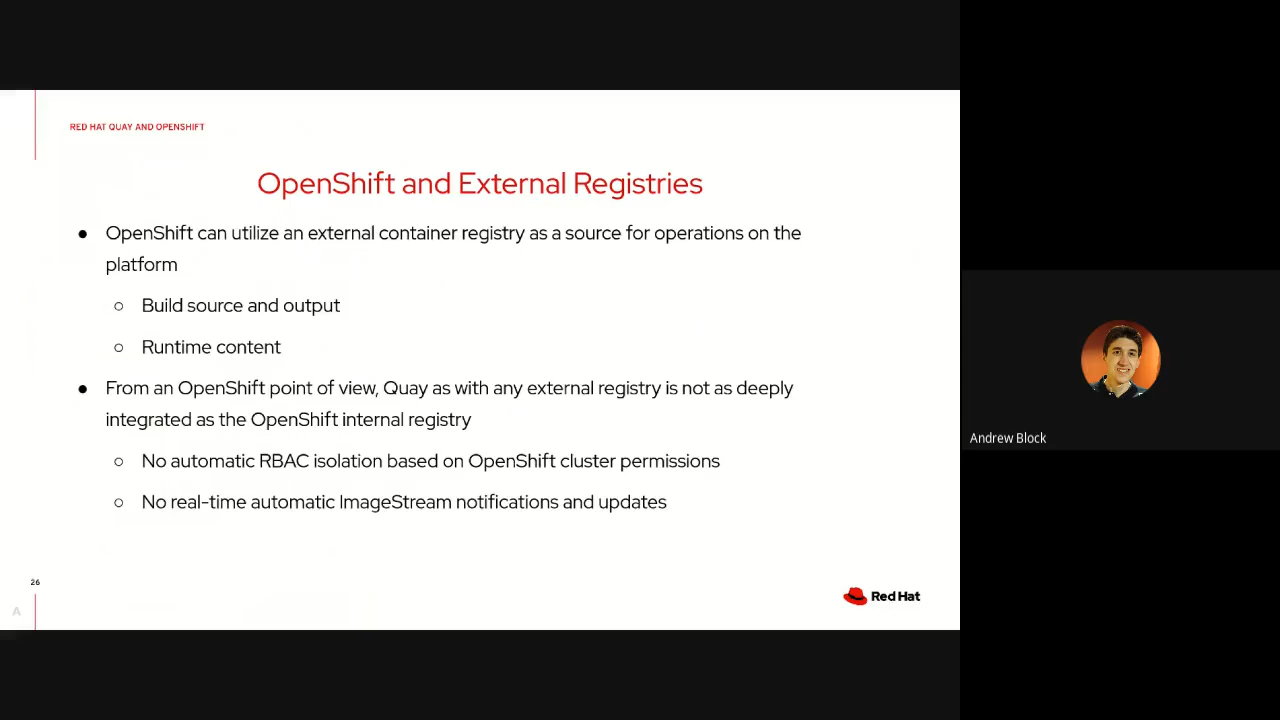 RED HAT QUAY AND OPENSHIFT
OpenShift and External Registries
● OpenShift can utilize an external container registry as a source for operations on the
platform
○ Build source and output
○ Runtime content
● From an OpenShift point of view, Quay as with any external registry is not as deeply
integrated as the OpenShift internal registry
○ No automatic RBAC isolation based on OpenShift cluster permissions
○ No real-time automatic ImageStream notifications and updates
26
A
Red Hat
Andrew Block